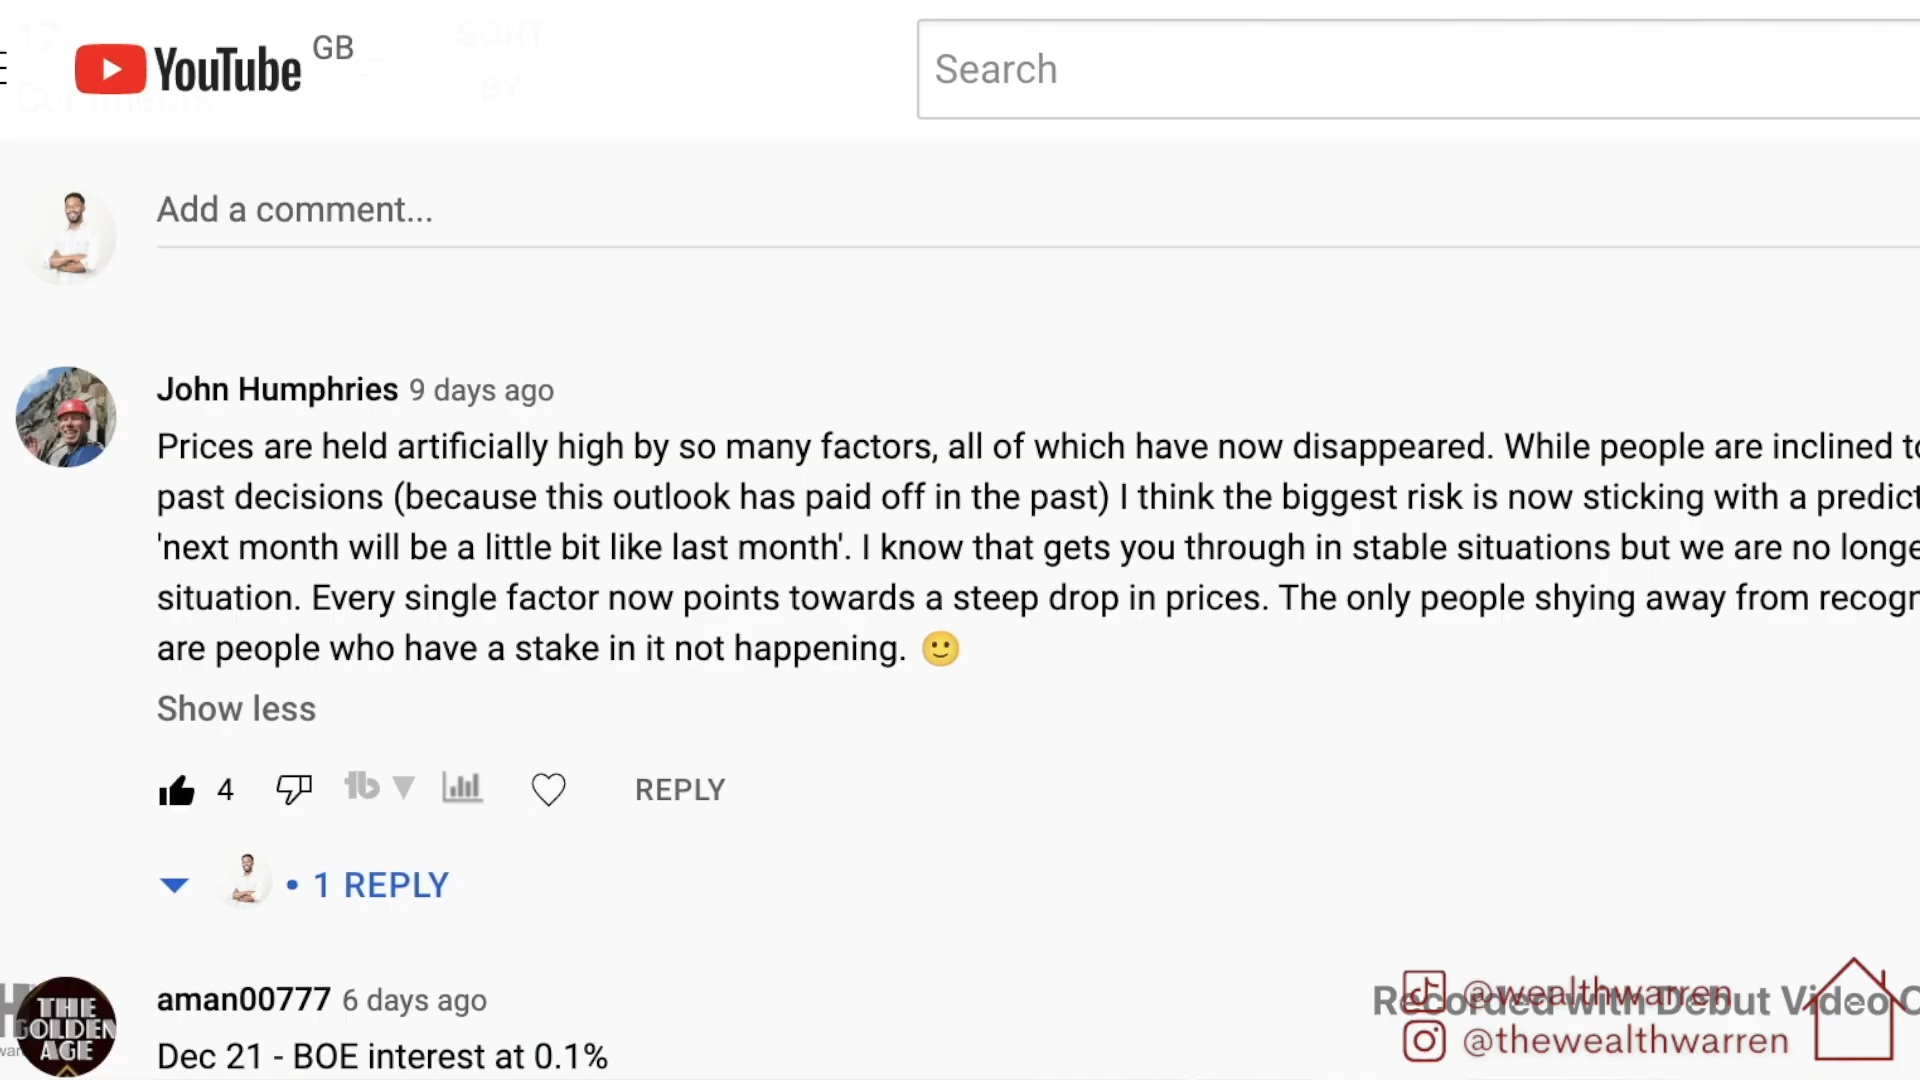 YouTube GB
Search
Add a comment...
John Humphries 9 days ago
Prices are held artificially high by so many factors, all of which have now disappeared. While people are inclined
past decisions (because this outlook has paid off in the past) I think the biggest risk is now sticking with a
'next month will be a little bit like last month'. I know that gets you through in stable situations but we are no
situation. Every single factor now points towards a steep drop in prices. The only people shying away from
are people who have a stake in it not happening. 🙂
Show less
4 REPLY
1 REPLY
aman00777 6 days ago
Dec 21 - BOE interest at 0.1%
THE
GOLDEN
AGE
Recorded with Debut Video
@wealthwarren
@thewealthwarren